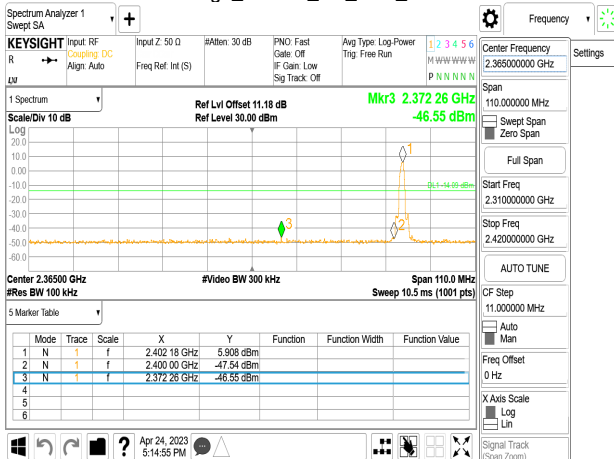 Spectrum Analyzer 1
Swept SA
Frequency
KEYSIGHT
Input: RF
Coupling: DC
Align: Auto
Input Z: 50 Ω
Freq Ref: Int (S)
#Atten: 30 dB
PNO: Fast
Gate: Off
IF Gain: Low
Sig Track: Off
Avg Type: Log-Power
Trig: Free Run
1 2 3 4 5 6
M W W W W W
P N N N N N
R
LXI
1 Spectrum
Scale/Div 10 dB
Ref Lvl Offset 11.18 dB
Ref Level 30.00 dBm
Mkr3 2.372 26 GHz
-46.55 dBm
Log
20.0
10.0
0.00
-10.0
-20.0
-30.0
-40.0
-50.0
-60.0
1
DL1 -14.09 dBm
2
3
Center 2.36500 GHz
#Res BW 100 kHz
#Video BW 300 kHz
Span 110.0 MHz
Sweep 10.5 ms (1001 pts)
5 Marker Table
Mode Trace Scale X Y Function Function Width Function Value
1 N 1 f 2.402 18 GHz 5.908 dBm
2 N 1 f 2.400 00 GHz -47.54 dBm
3 N 1 f 2.372 26 GHz -46.55 dBm
4
5
6
Apr 24, 2023
5:14:55 PM
Center Frequency
2.365000000 GHz
Settings
Span
110.000000 MHz
Swept Span
Zero Span
Full Span
Start Freq
2.310000000 GHz
Stop Freq
2.420000000 GHz
AUTO TUNE
CF Step
11.000000 MHz
Auto
Man
Freq Offset
0 Hz
X Axis Scale
Log
Lin
Signal Track
(Span Zoom)